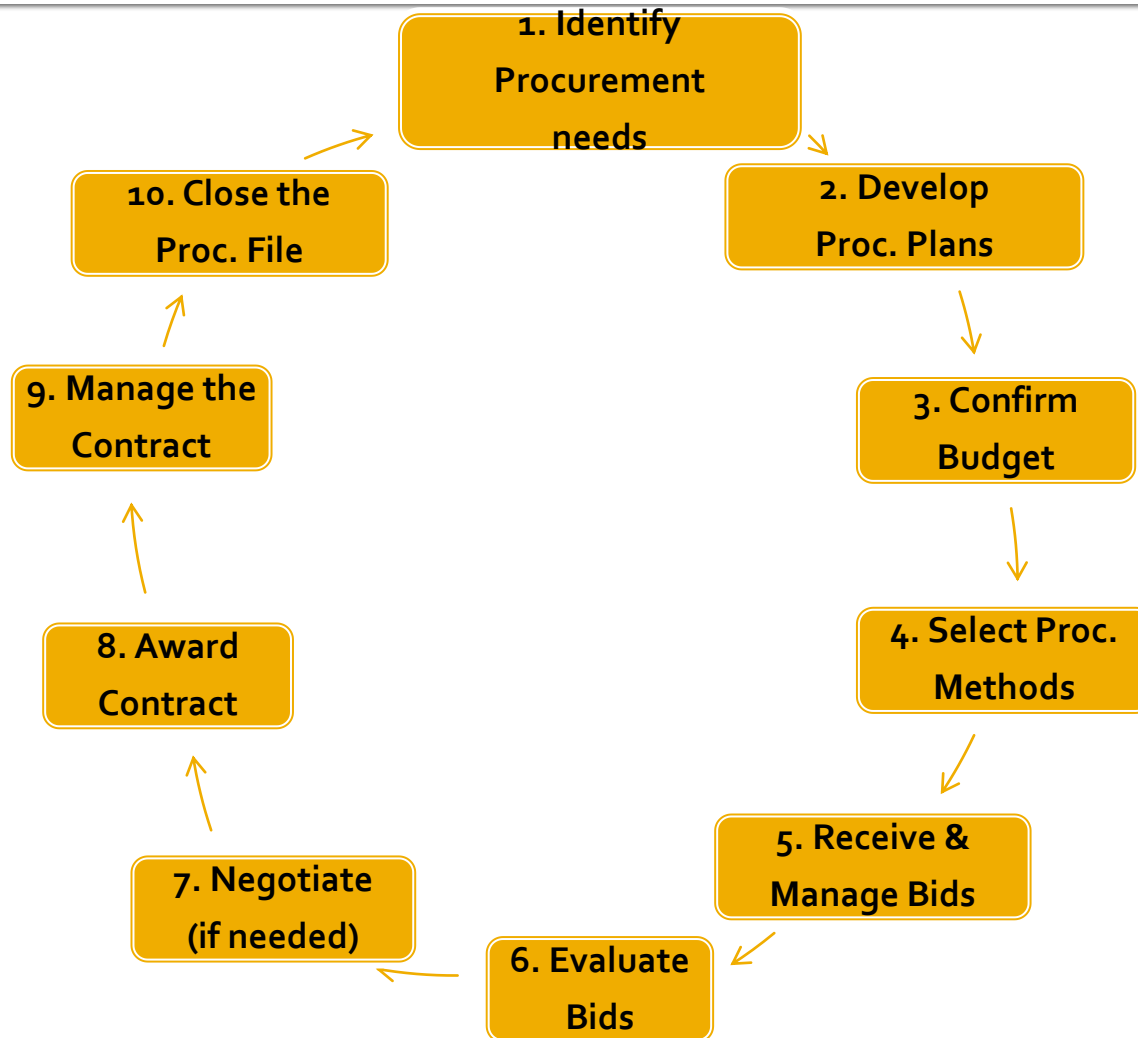 1. Identify
Procurement
needs
2. Develop
Proc. Plans
3. Confirm
Budget
4. Select Proc.
Methods
5. Receive &
Manage Bids
6. Evaluate
Bids
7. Negotiate
(if needed)
8. Award
Contract
9. Manage the
Contract
10. Close the
Proc. File